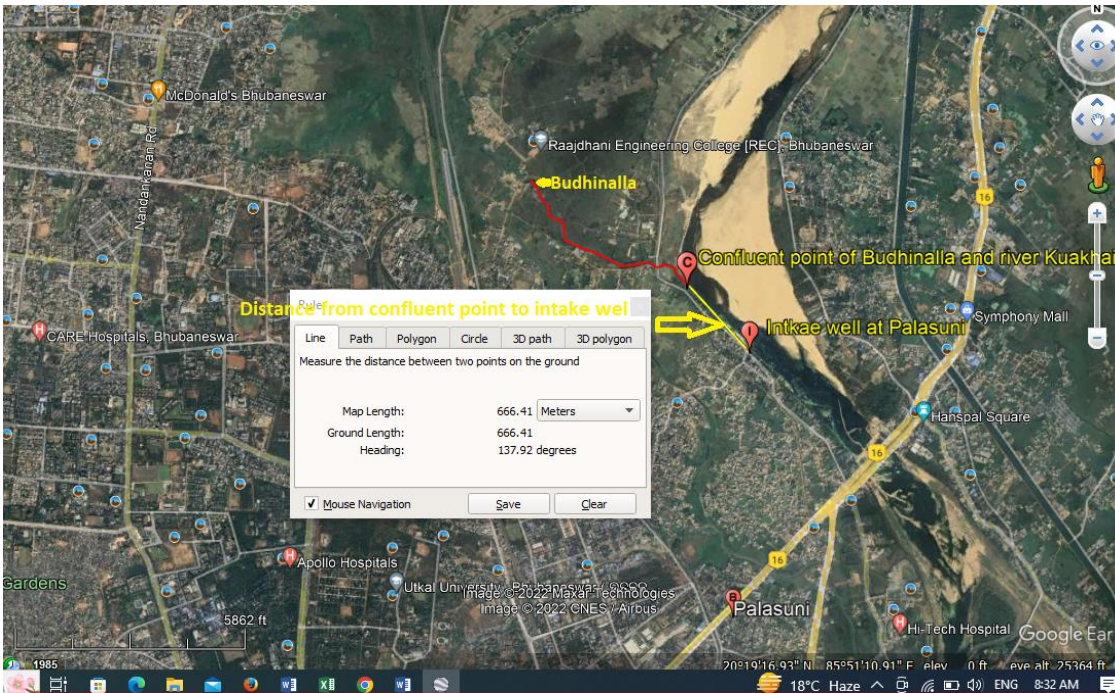 N
McDonald's Bhubaneswar
Nandankanan Rd
Raajdhani Engineering College [REC], Bhubaneswar
Budhinalla
16
Confluent point of Budhinalla and river Kuakhai
C
Distance from confluent point to intake wel
CARE Hospitals, Bhubaneswar
Line Path Polygon Circle 3D path 3D polygon
Measure the distance between two points on the ground
Map Length: 666.41 Meters
Ground Length: 666.41
Heading: 137.92 degrees
Mouse Navigation Save Clear
I
Intkae well at Palasuni
Symphony Mall
Hanspal Square
16
16
Apollo Hospitals
Utkal University, Bhubaneswar
Image © 2022 Maxar Technologies
Image © 2022 CNES / Airbus
Gardens
5862 ft
B
Palasuni
Hi-Tech Hospital
Google Ear
1985
20°19'16.93" N 85°51'10.91" E elev 0 ft eye alt 25364 ft
18°C Haze ENG 8:32 AM